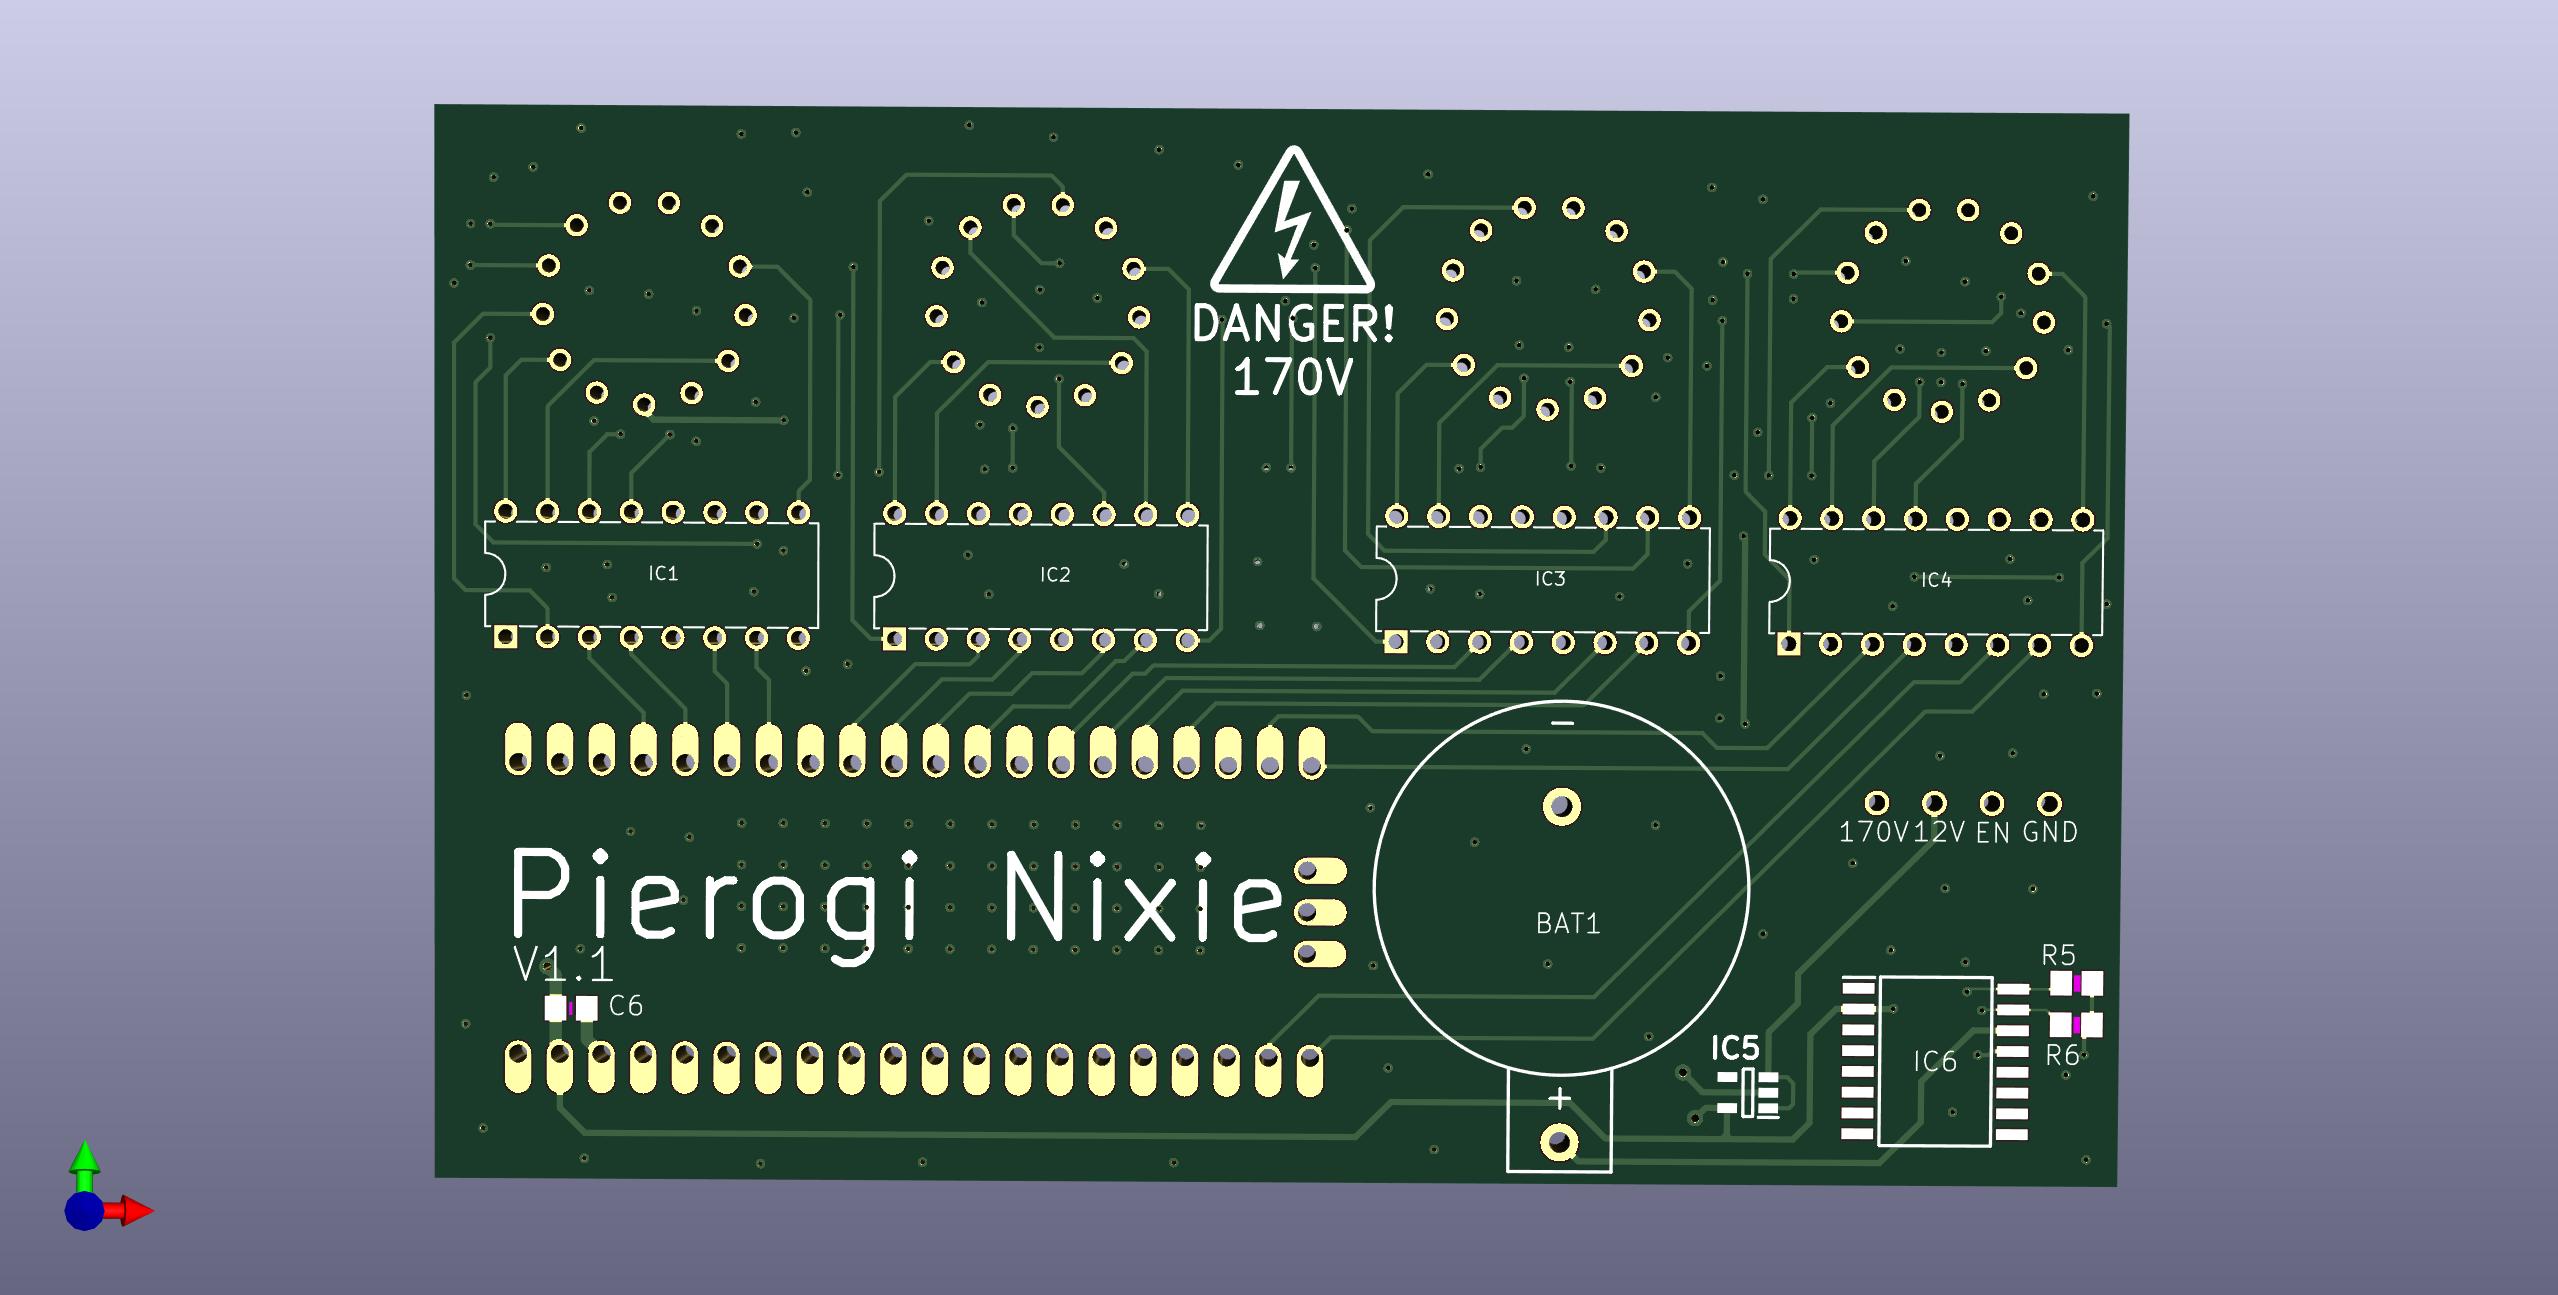 DANGER!
170V
IC1
IC2
IC3
IC4
−
170V 12V EN GND
Pierogi Nixie
BAT1
V1.1
R5
C6
IC5
IC6
R6
+